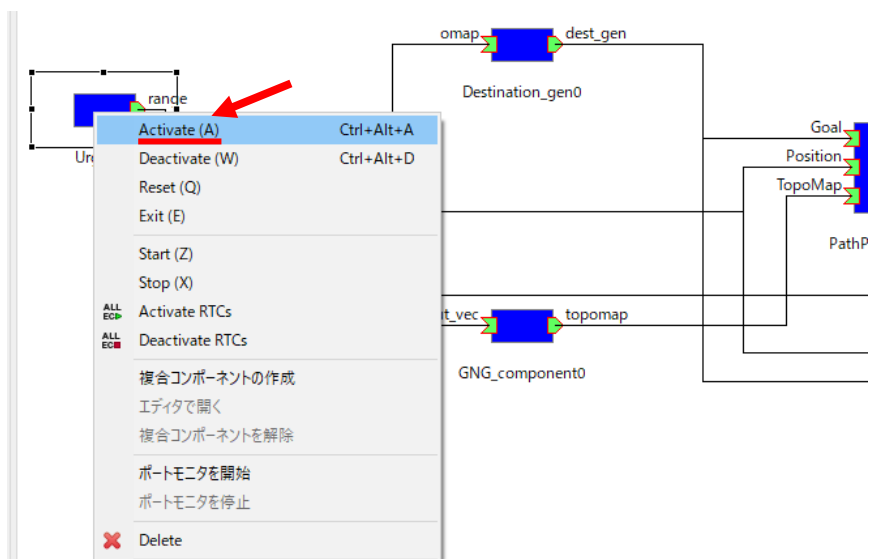 omap
dest_gen
Destination_gen0
Activate (A) Ctrl+Alt+A
Deactivate (W) Ctrl+Alt+D
Reset (Q)
Exit (E)
Start (Z)
Stop (X)
ALL EC Activate RTCs
ALL EC Deactivate RTCs
複合コンポーネントの作成
エディタで開く
複合コンポーネントを解除
ポートモニタを開始
ポートモニタを停止
Delete
Goal
Position
TopoMap
PathP
t_vec
topomap
GNG_component0